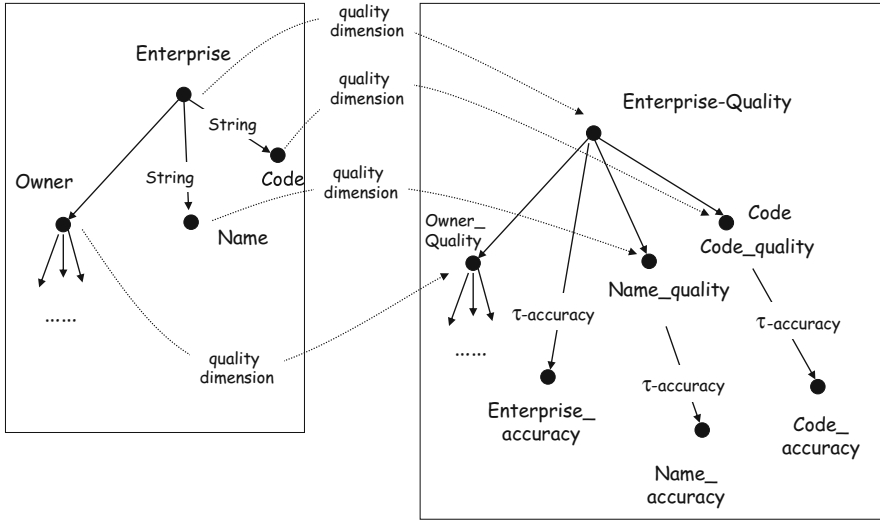 Enterprise
String
Code
Owner
String
Name
......
quality
dimension
quality
dimension
quality
dimension
quality
dimension
Enterprise-Quality
Owner_
Quality
Code
Code_quality
Name_quality
τ-accuracy
τ-accuracy
τ-accuracy
......
Enterprise_
accuracy
Code_
accuracy
Name_
accuracy